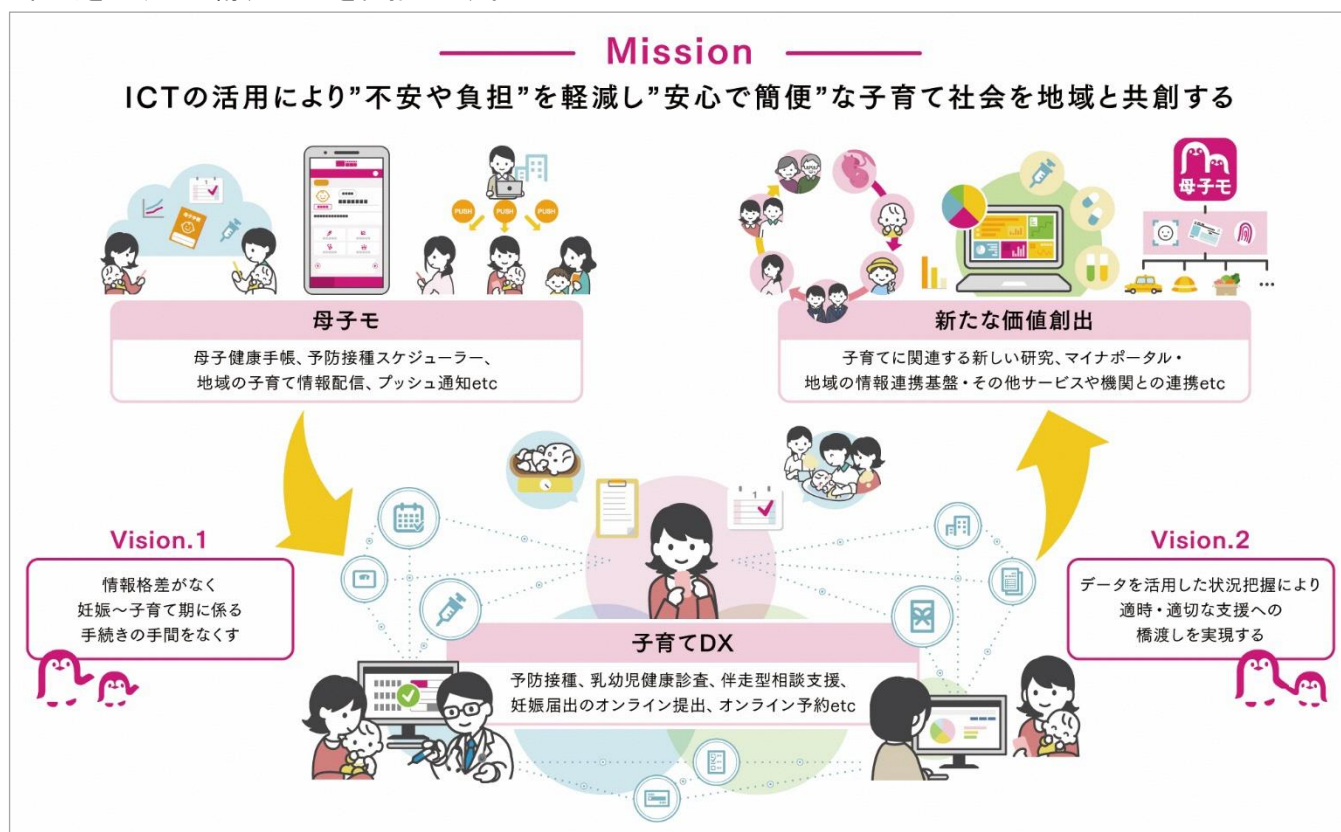 Mission
ICTの活用により”不安や負担”を軽減し”安心で簡便”な子育て社会を地域と共創する
PUSH
PUSH
PUSH
母子手帳
母子モ
母子モ
母子健康手帳、予防接種スケジューラー、
地域の子育て情報配信、プッシュ通知etc
新たな価値創出
子育てに関連する新しい研究、マイナポータル・
地域の情報連携基盤・その他サービスや機関との連携etc
...
1
Vision.1
情報格差がなく
妊娠～子育て期に係る
手続きの手間をなくす
Vision.2
データを活用した状況把握により
適時・適切な支援への
橋渡しを実現する
子育てDX
予防接種、乳幼児健康診査、伴走型相談支援、
妊娠届出のオンライン提出、オンライン予約etc